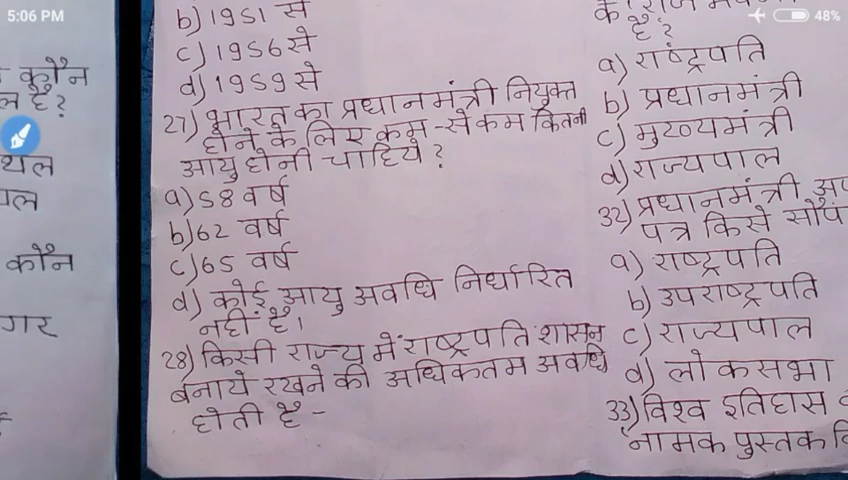 5:06 PM
48%
कौन
है?
थल
कौन
गर
b) 1951 से
c) 1956 से
d) 1959 से
27) भारत का प्रधानमंत्री नियुक्त
होने के लिए कम-से कम कितनी
आयु होनी चाहिये?
a) 58 वर्ष
b) 62 वर्ष
c) 65 वर्ष
d) कोई आयु अवधि निर्धारित
नहीं है।
28) किसी राज्य में राष्ट्रपति शासन
बनाये रखने की अधिकतम अवधि
होती है -
है?
a) राष्ट्रपति
b) प्रधानमंत्री
c) मुख्यमंत्री
d) राज्यपाल
32) प्रधानमंत्री
पत्र किसे सौंप
a) राष्ट्रपति
b) उपराष्ट्रपति
c) राज्यपाल
d) लोकसभा
33) विश्व इतिहास
नामक पुस्तक